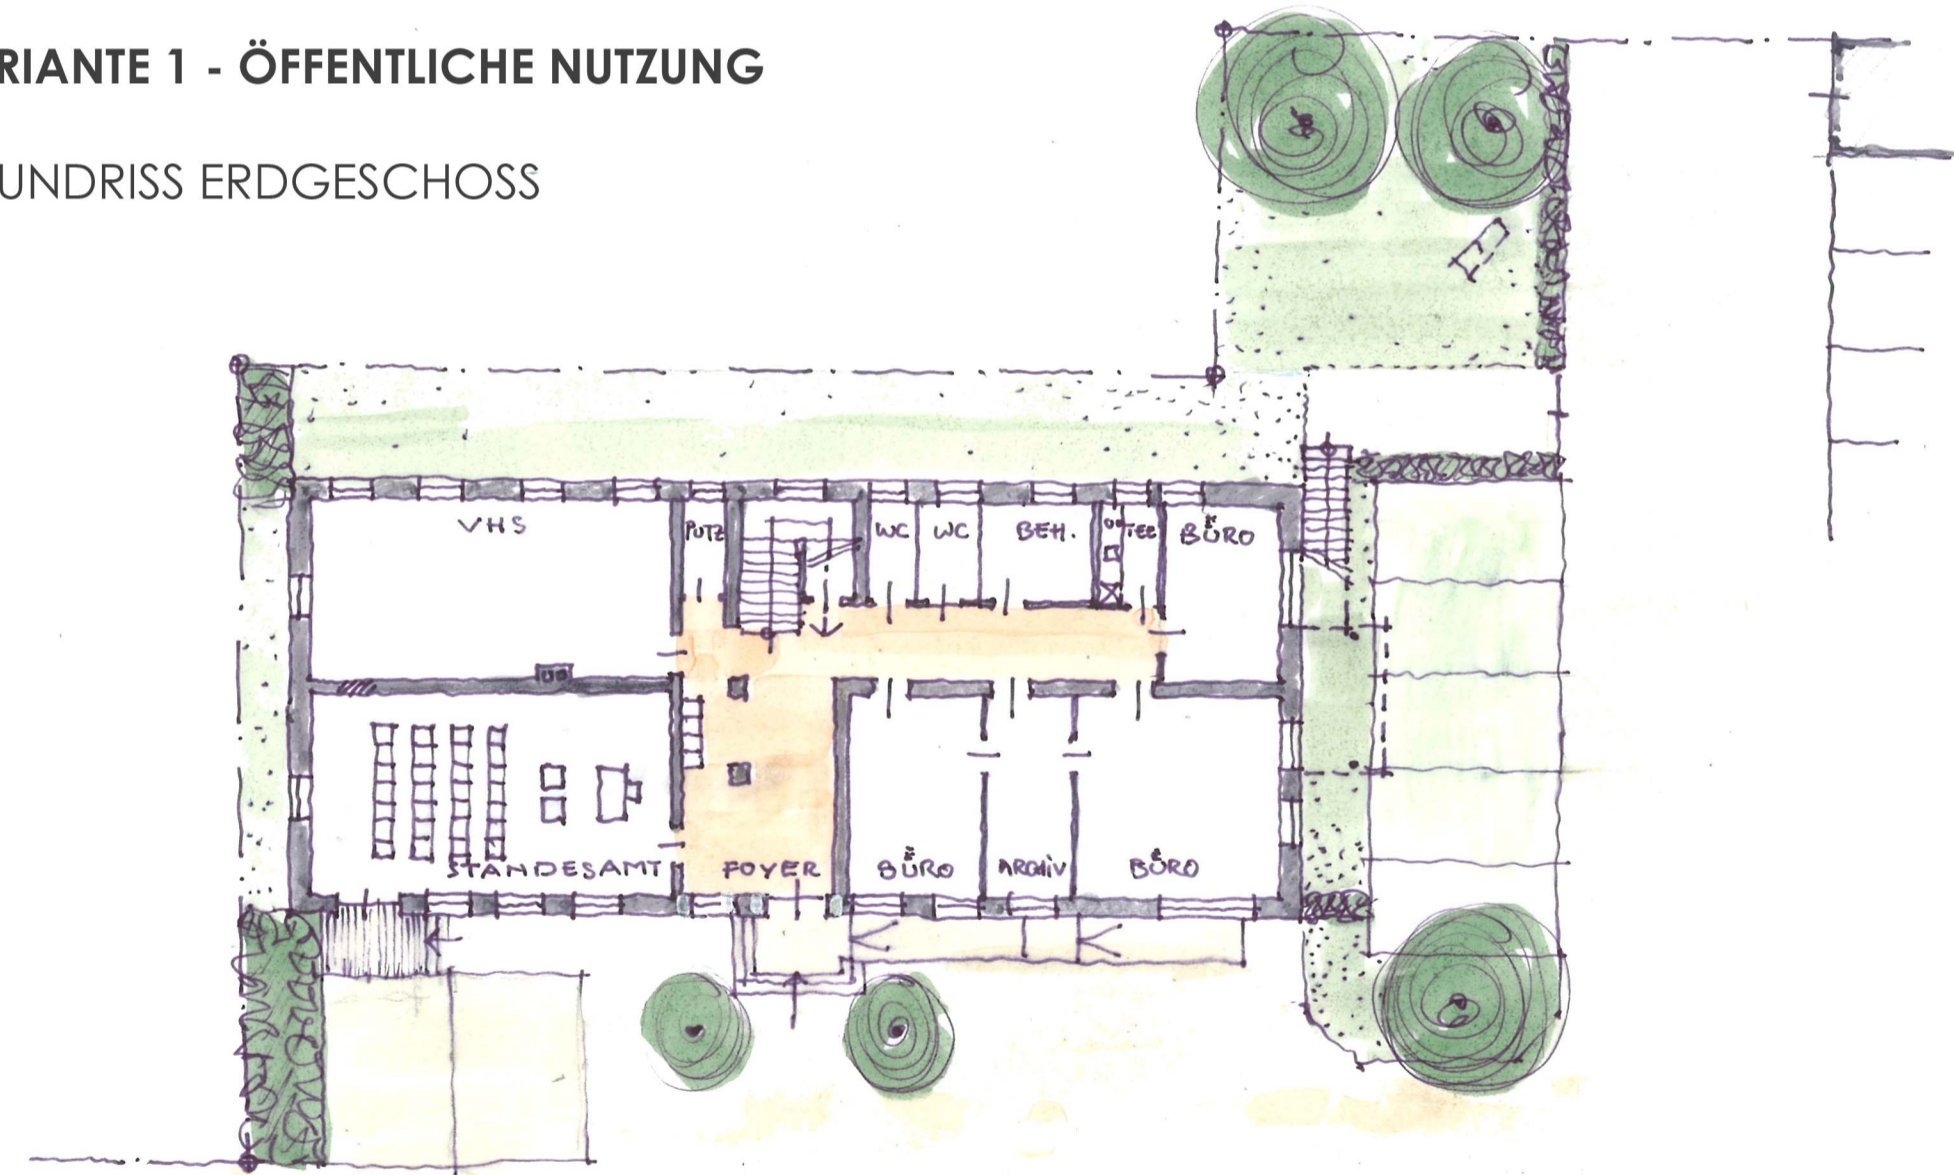 RIANTE 1 - ÖFFENTLICHE NUTZUNG
UNDRISS ERDGESCHOSS
VHS
PUTZ
WC
WC
BEH.
TEE
BÜRO
STANDESAMT
FOYER
BÜRO
ARCHIV
BÜRO